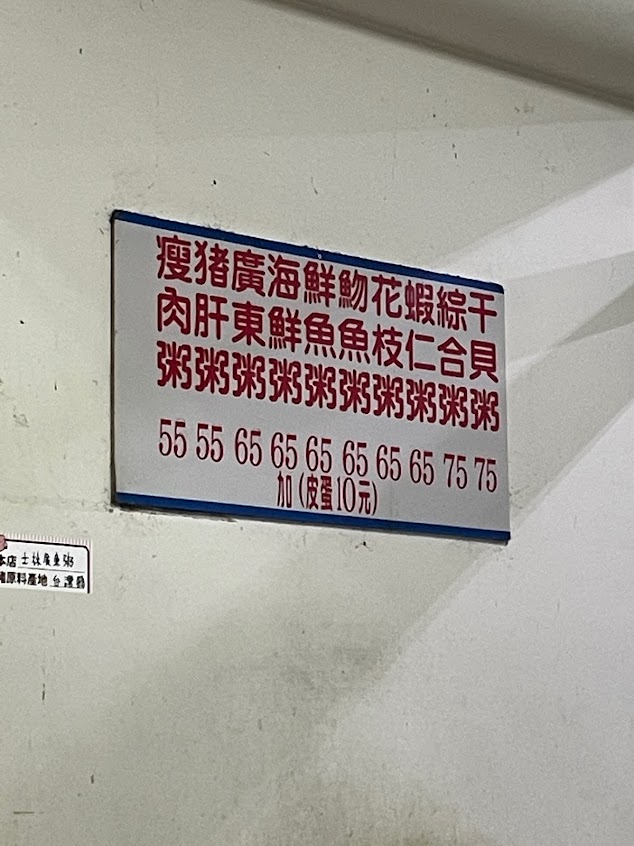 瘦肉粥 55
猪肝粥 55
廣東粥 65
海鮮粥 65
鮮魚粥 65
魩魚粥 65
花枝粥 65
蝦仁粥 65
綜合粥 75
干貝粥 75
加(皮蛋10元)
本店 士林廣東粥
豬原料產地 台灣